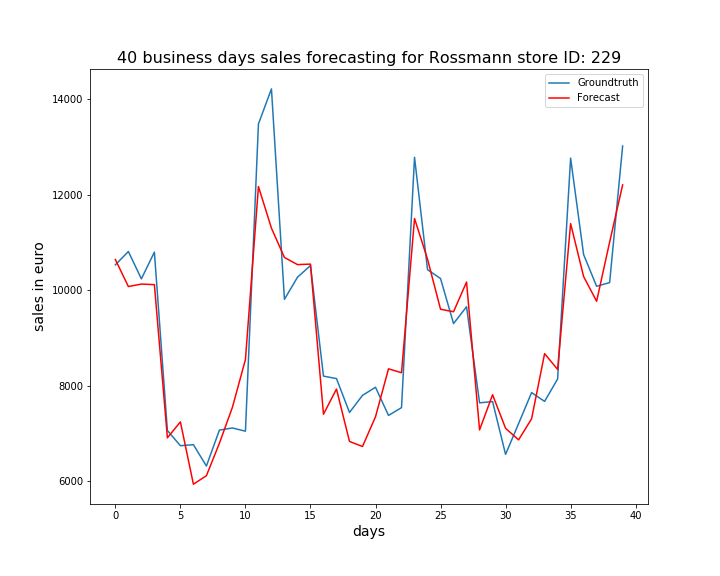 40 business days sales forecasting for Rossmann store ID: 229
Groundtruth
Forecast
14000
12000
10000
8000
6000
sales in euro
0 5 10 15 20 25 30 35 40
days